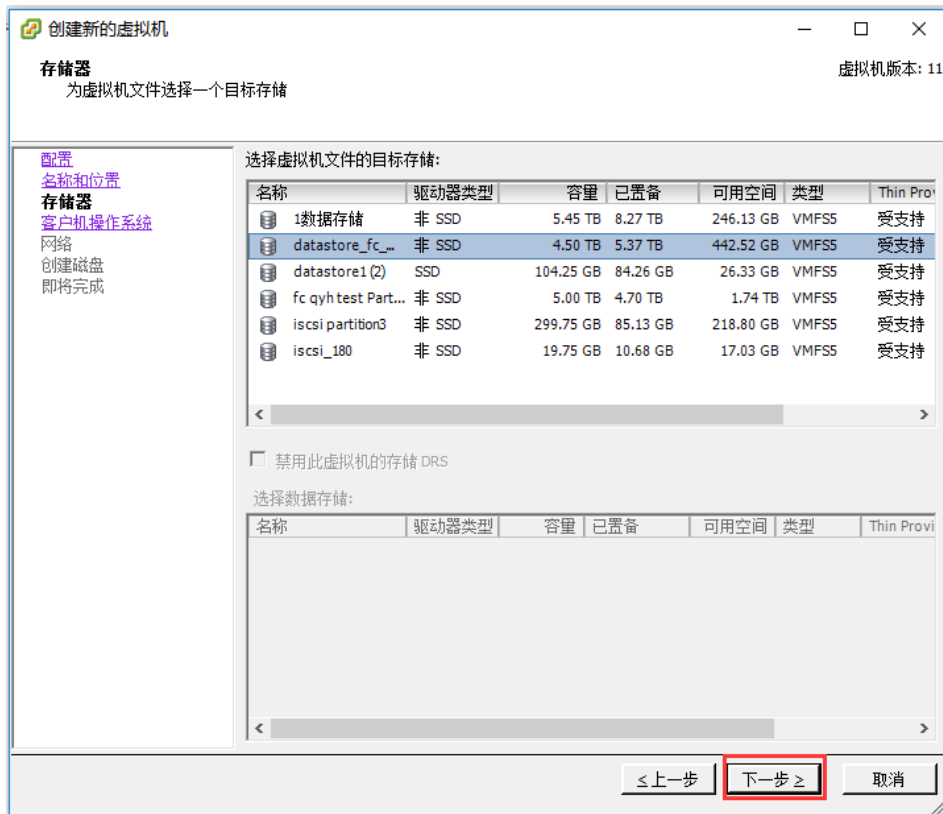 创建新的虚拟机
存储器
为虚拟机文件选择一个目标存储
虚拟机版本: 11
配置
名称和位置
存储器
客户机操作系统
网络
创建磁盘
即将完成
选择虚拟机文件的目标存储:
名称 驱动器类型 容量 已置备 可用空间 类型 Thin Pro
1数据存储 非 SSD 5.45 TB 8.27 TB 246.13 GB VMFS5 受支持
datastore_fc_... 非 SSD 4.50 TB 5.37 TB 442.52 GB VMFS5 受支持
datastore1 (2) SSD 104.25 GB 84.26 GB 26.33 GB VMFS5 受支持
fc qyh test Part... 非 SSD 5.00 TB 4.70 TB 1.74 TB VMFS5 受支持
iscsi partition3 非 SSD 299.75 GB 85.13 GB 218.80 GB VMFS5 受支持
iscsi_180 非 SSD 19.75 GB 10.68 GB 17.03 GB VMFS5 受支持
禁用此虚拟机的存储 DRS
选择数据存储:
名称 驱动器类型 容量 已置备 可用空间 类型 Thin Provi
≤上一步 下一步 ≥ 取消